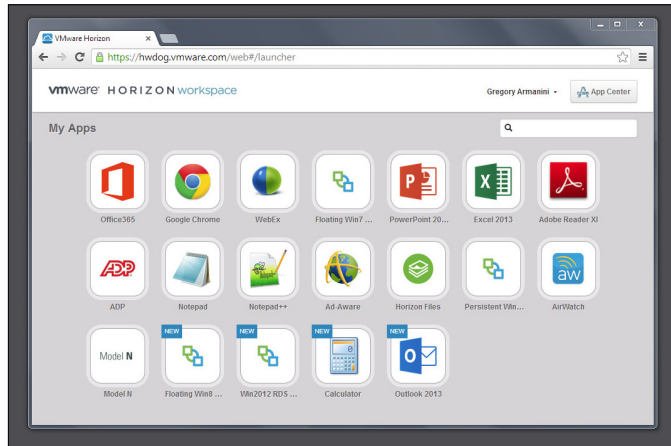 VMware Horizon
https://hwdog.vmware.com/web#/launcher
vmware HORIZON workspace
Gregory Armanini
App Center
My Apps
Office365 Google Chrome WebEx Floating Win7 ... PowerPoint 20... Excel 2013 Adobe Reader XI
ADP
aw
ADP Notepad Notepad++ Ad-Aware Horizon Files Persistent Win... AirWatch
NEW NEW NEW NEW
Model N
Model N Floating Win8 ... Win2012 RDS ... Calculator Outlook 2013